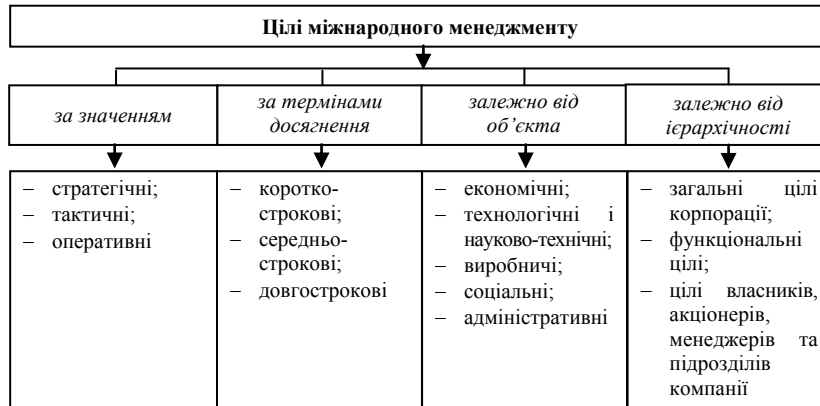 Цілі міжнародного менеджменту
за значенням
за термінами
досягнення
залежно від
об’єкта
залежно від
ієрархічності
– стратегічні;
– тактичні;
– оперативні
– коротко-
строкові;
– середньо-
строкові;
– довгострокові
– економічні;
– технологічні і
науково-технічні;
– виробничі;
– соціальні;
– адміністративні
– загальні цілі
корпорації;
– функціональні
цілі;
– цілі власників,
акціонерів,
менеджерів та
підрозділів
компанії